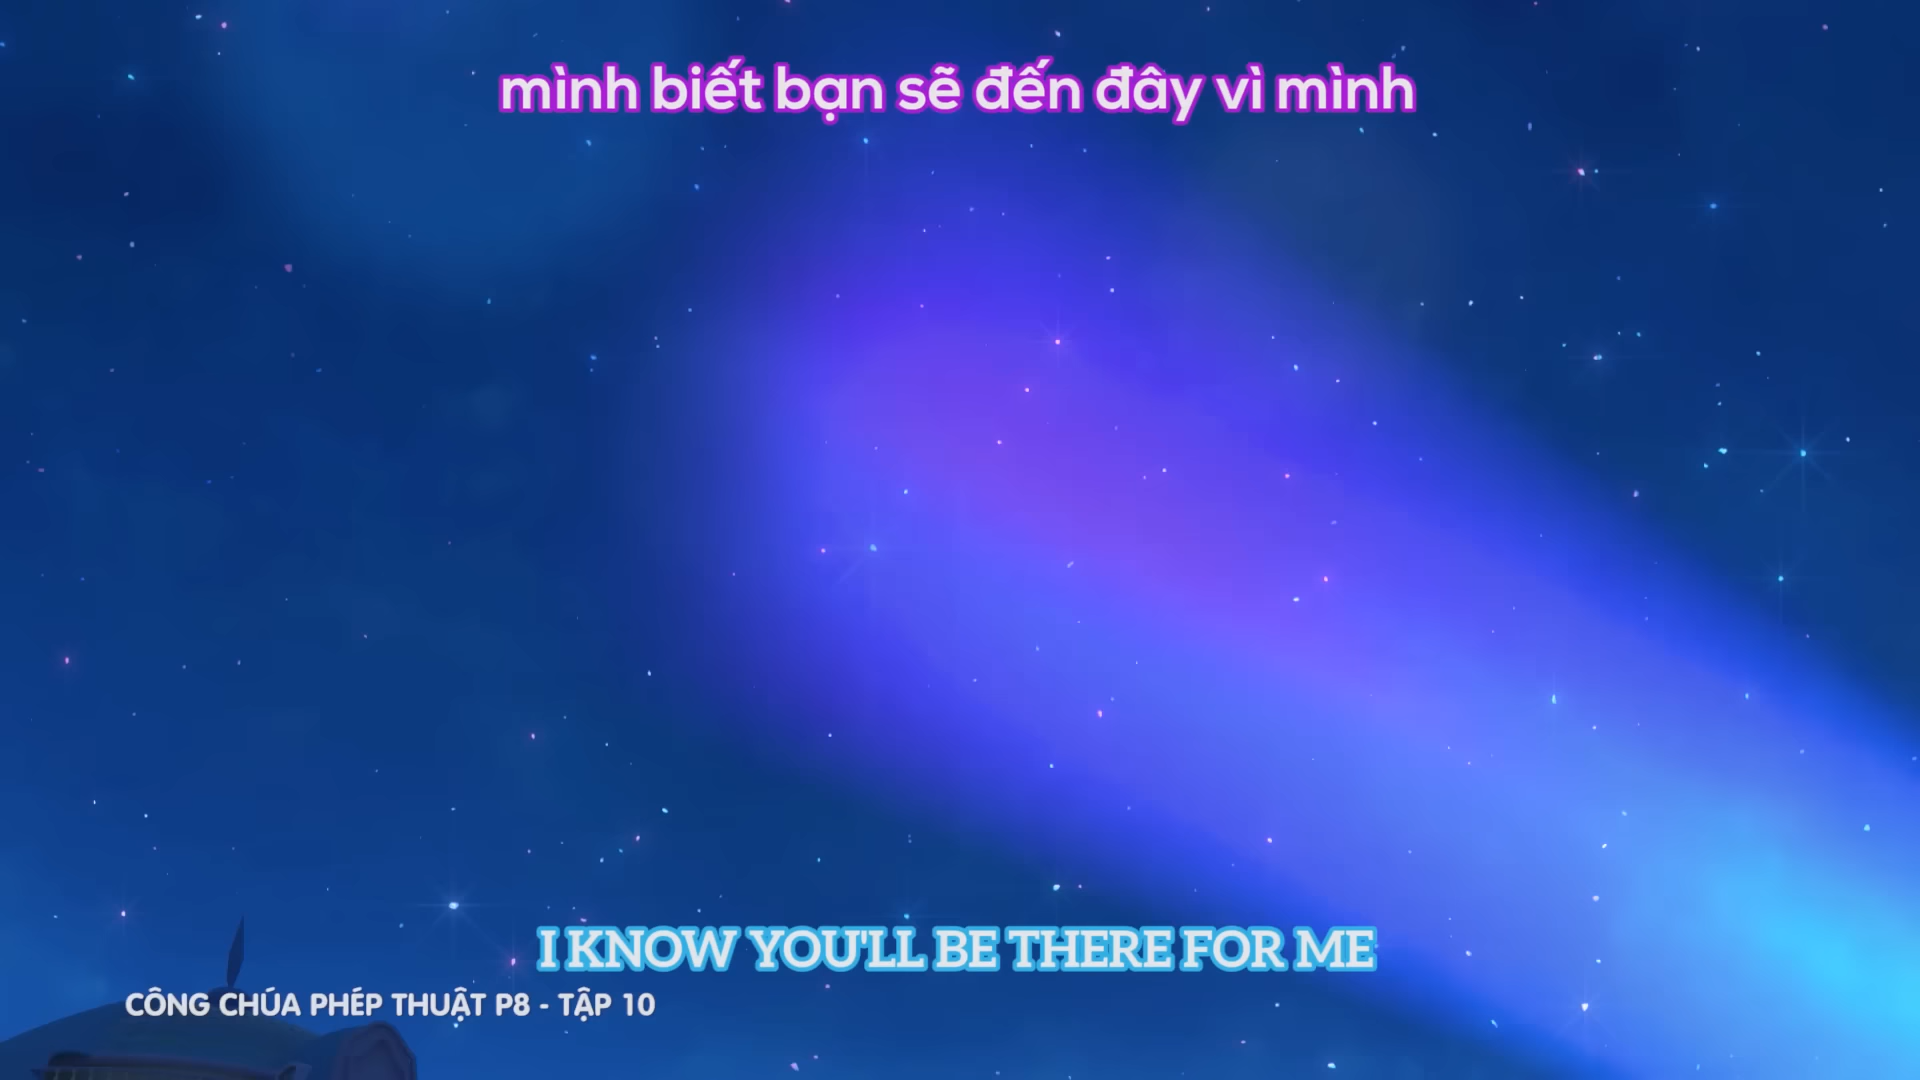 mình biết bạn sẽ đến đây vì mình
I KNOW YOU'LL BE THERE FOR ME
CÔNG CHÚA PHÉP THUẬT P8 - TẬP 10